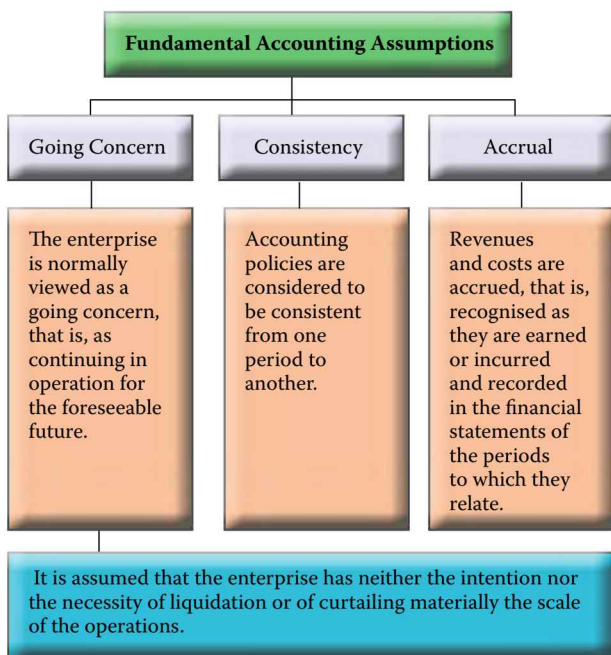 Fundamental Accounting Assumptions
Going Concern
The enterprise
is normally
viewed as a
going concern,
that is, as
continuing in
operation for
the foreseeable
future.
Consistency
Accounting
policies are
considered to
be consistent
from one
period to
another.
Accrual
Revenues
and costs are
accrued, that is,
recognised as
they are earned
or incurred
and recorded
in the financial
statements of
the periods
to which they
relate.
It is assumed that the enterprise has neither the intention nor
the necessity of liquidation or of curtailing materially the scale
of the operations.